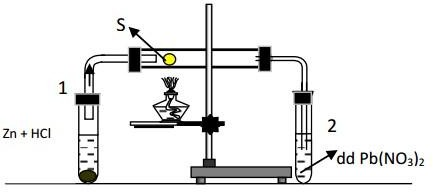 S
1
Zn + HCl
2
dd Pb(NO₃)₂